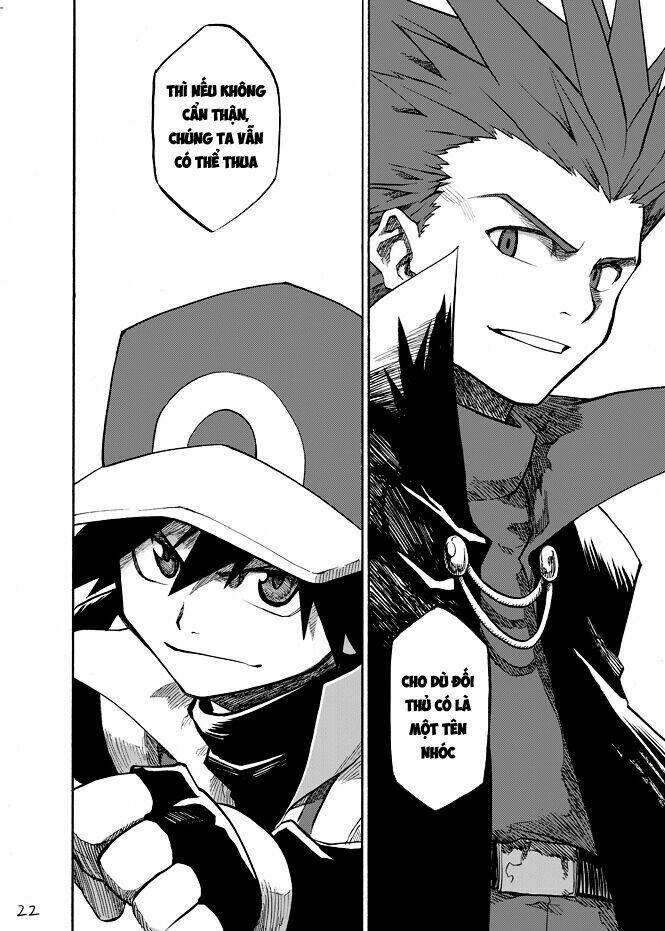 CHO DÙ ĐỐI
THỦ CÓ LÀ
MỘT TÊN
NHÓC
THÌ NẾU KHÔNG
CẨN THẬN,
CHÚNG TA VẪN
CÓ THỂ THUA
22